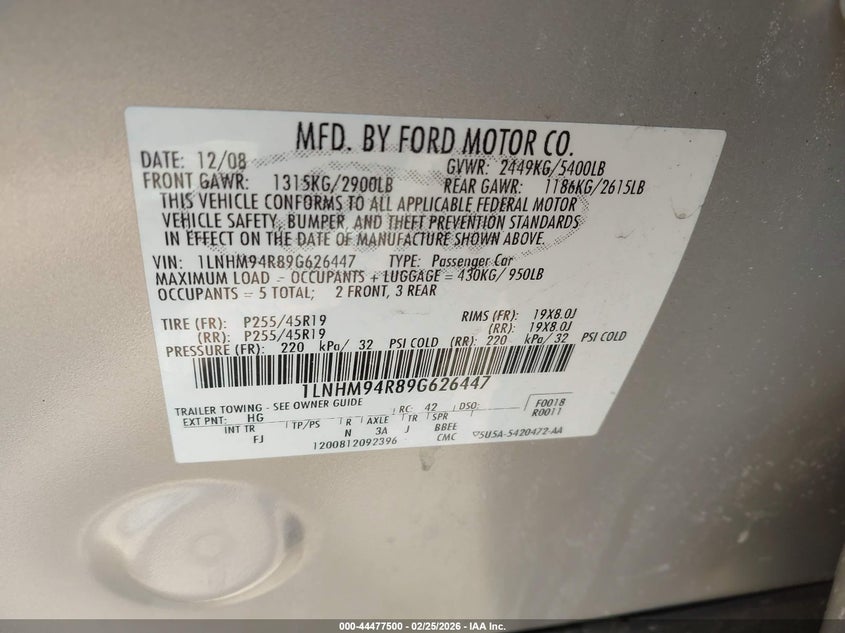 MFD. BY FORD MOTOR CO.
DATE: 12/08 GVWR: 2449KG/5400LB
FRONT GAWR: 1315KG/2900LB REAR GAWR: 1186KG/2615LB
THIS VEHICLE CONFORMS TO ALL APPLICABLE FEDERAL MOTOR
VEHICLE SAFETY, BUMPER, AND THEFT PREVENTION STANDARDS
IN EFFECT ON THE DATE OF MANUFACTURE SHOWN ABOVE.
VIN: 1LNHM94R89G626447 TYPE: Passenger Car
MAXIMUM LOAD = OCCUPANTS + LUGGAGE = 430KG/ 950LB
OCCUPANTS = 5 TOTAL; 2 FRONT, 3 REAR
TIRE (FR): P255/45R19 RIMS (FR): 19X8.0J
(RR): P255/45R19 (RR): 19X8.0J
PRESSURE (FR): 220 kPa/ 32 PSI COLD (RR): 220 kPa/ 32 PSI COLD
1LNHM94R89G626447
TRAILER TOWING - SEE OWNER GUIDE RC: 42 DSO: F0018
EXT PNT: HG R0011
INT TR TP/PS R AXLE TR SPR
FJ N 3A J BBEE
1200812092396 CMC ▽5U5A-5420472-AA
000-44477500 - 02/25/2026 - IAA Inc.